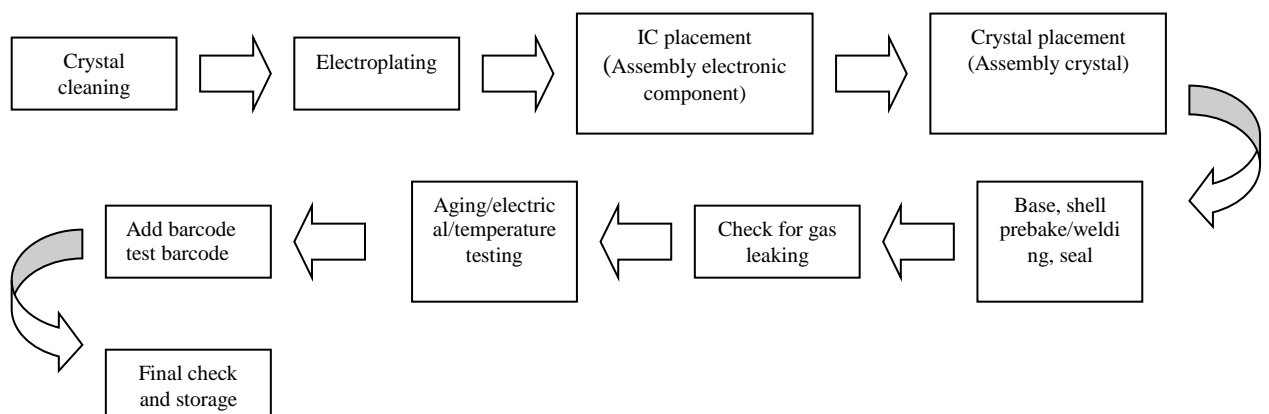 Crystal
cleaning
Electroplating
IC placement
(Assembly electronic
component)
Crystal placement
(Assembly crystal)
Base, shell
prebake/weldi
ng, seal
Check for gas
leaking
Aging/electric
al/temperature
testing
Add barcode
test barcode
Final check
and storage